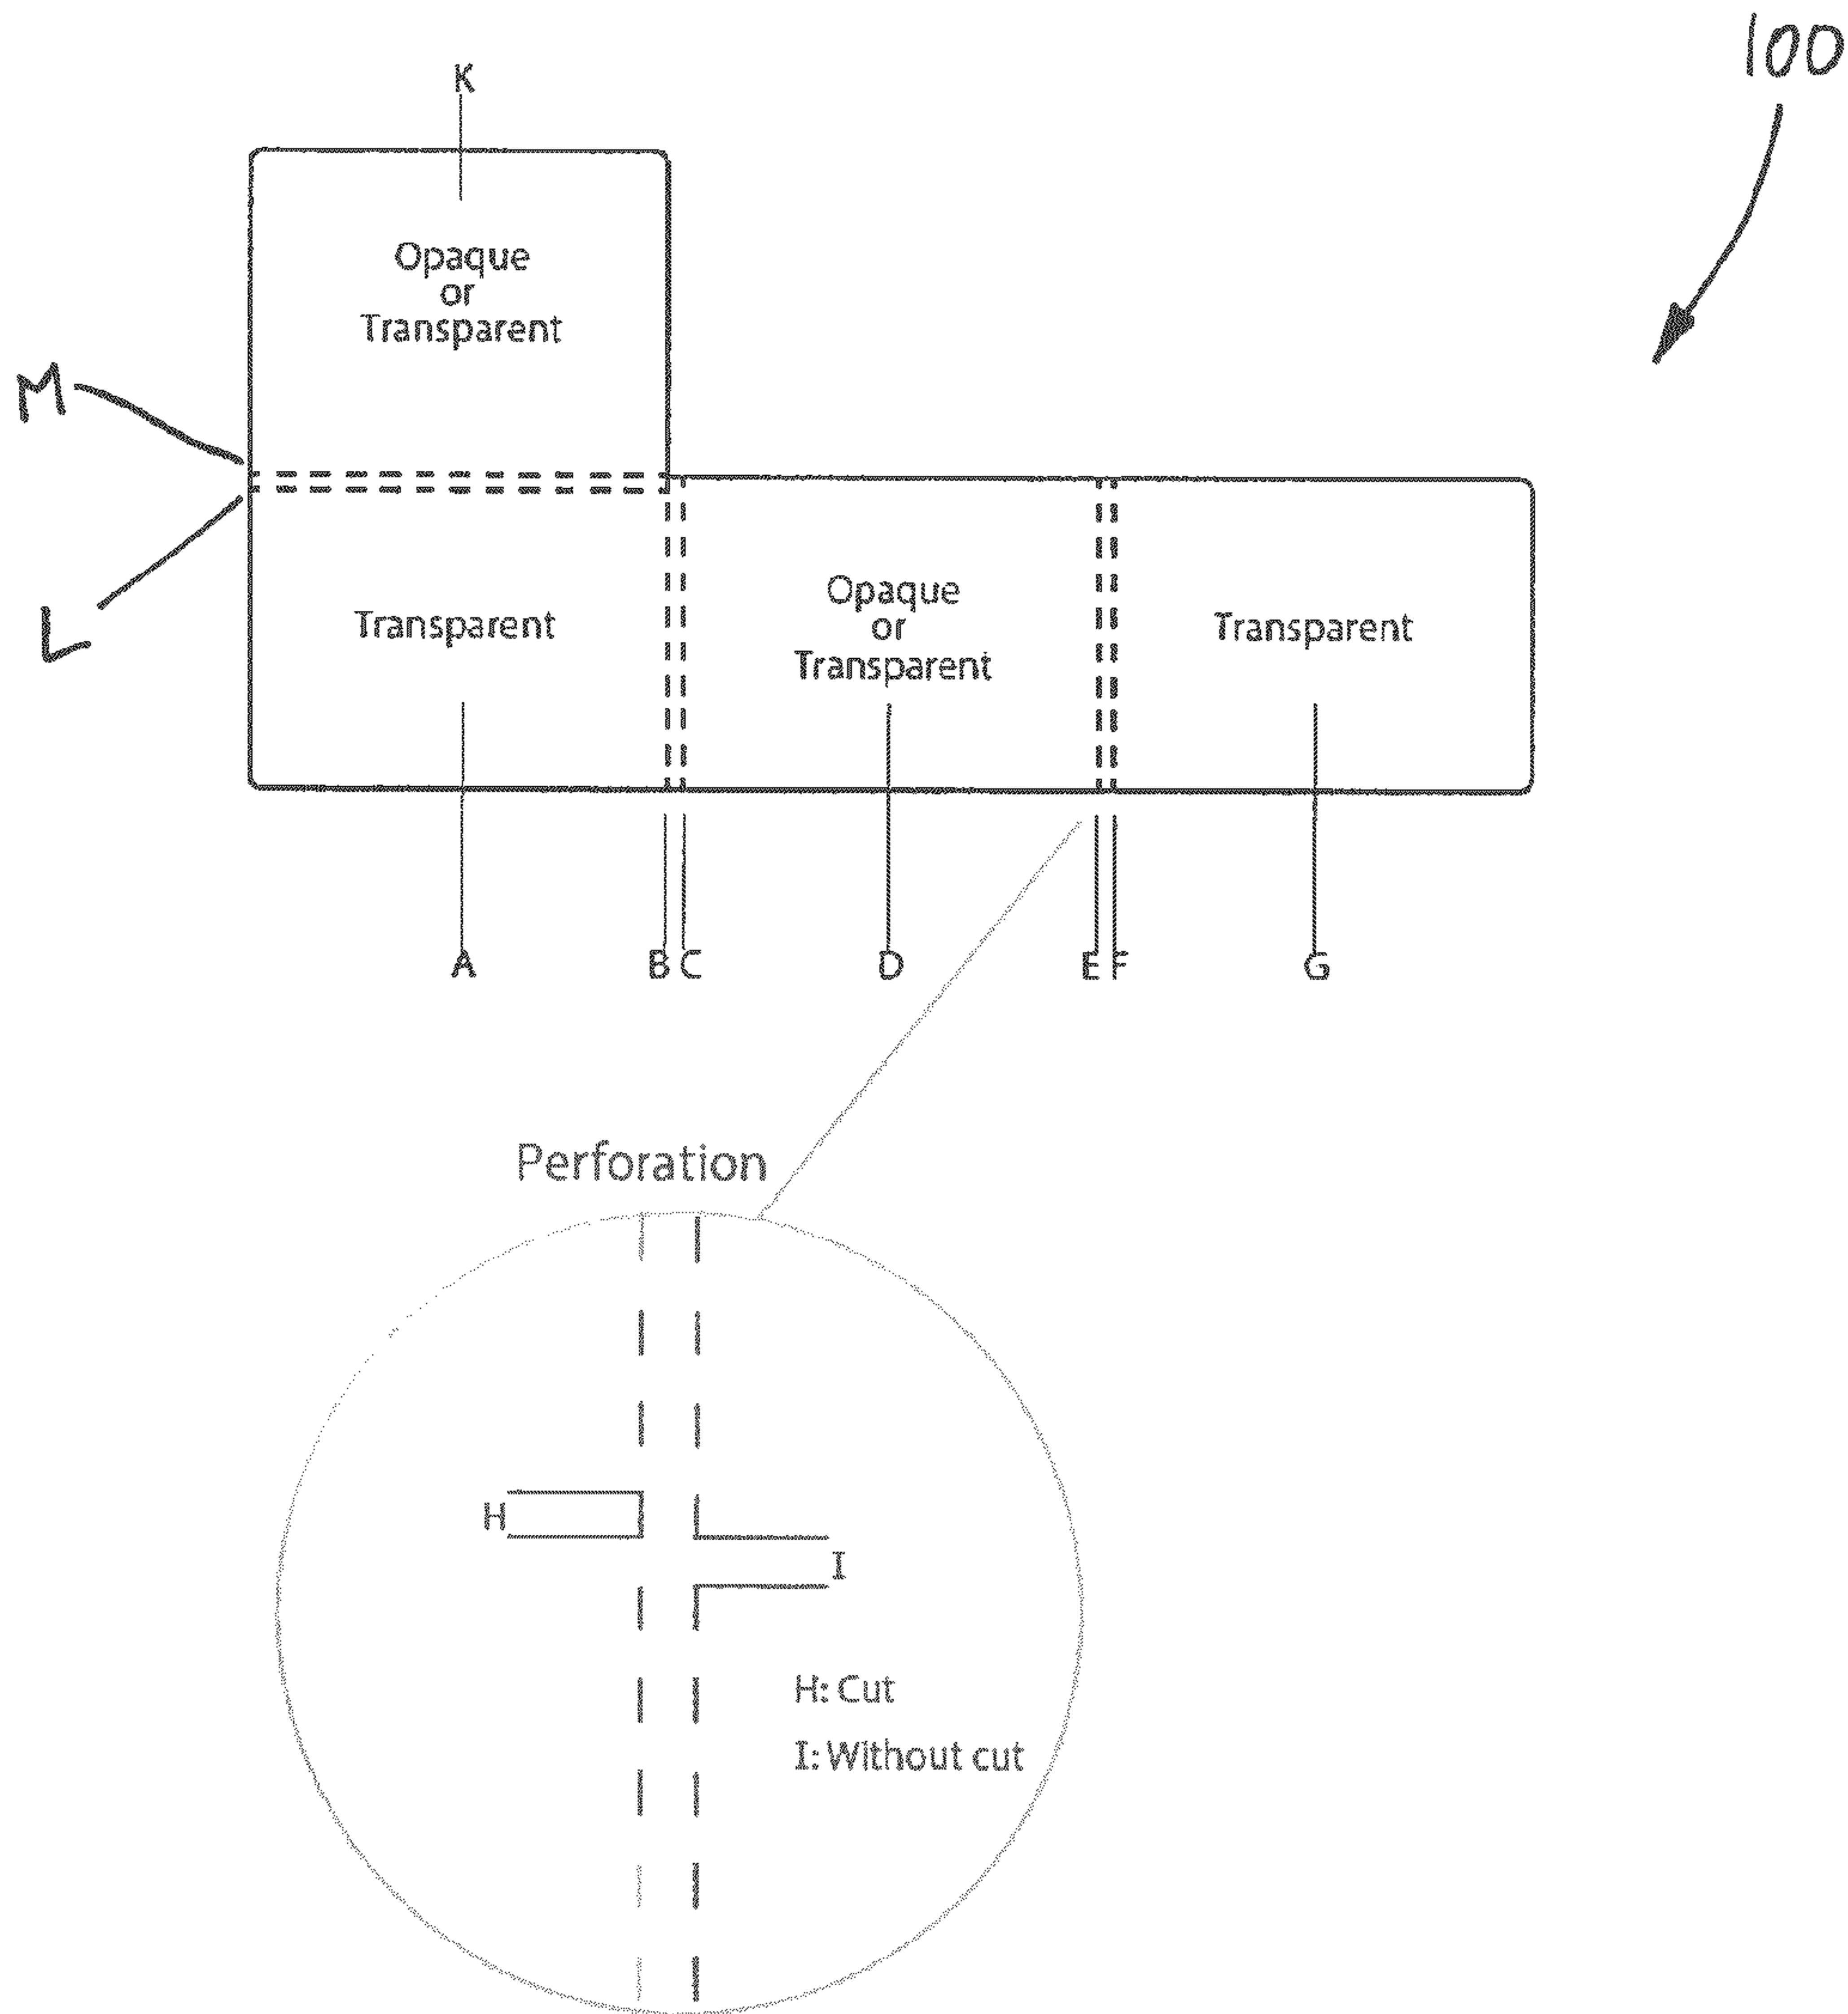 100
K
Opaque
or
Transparent
M
L
Transparent
Opaque
or
Transparent
Transparent
A
B
C
D
E
F
G
Perforation
H
I
H: Cut
I: Without cut